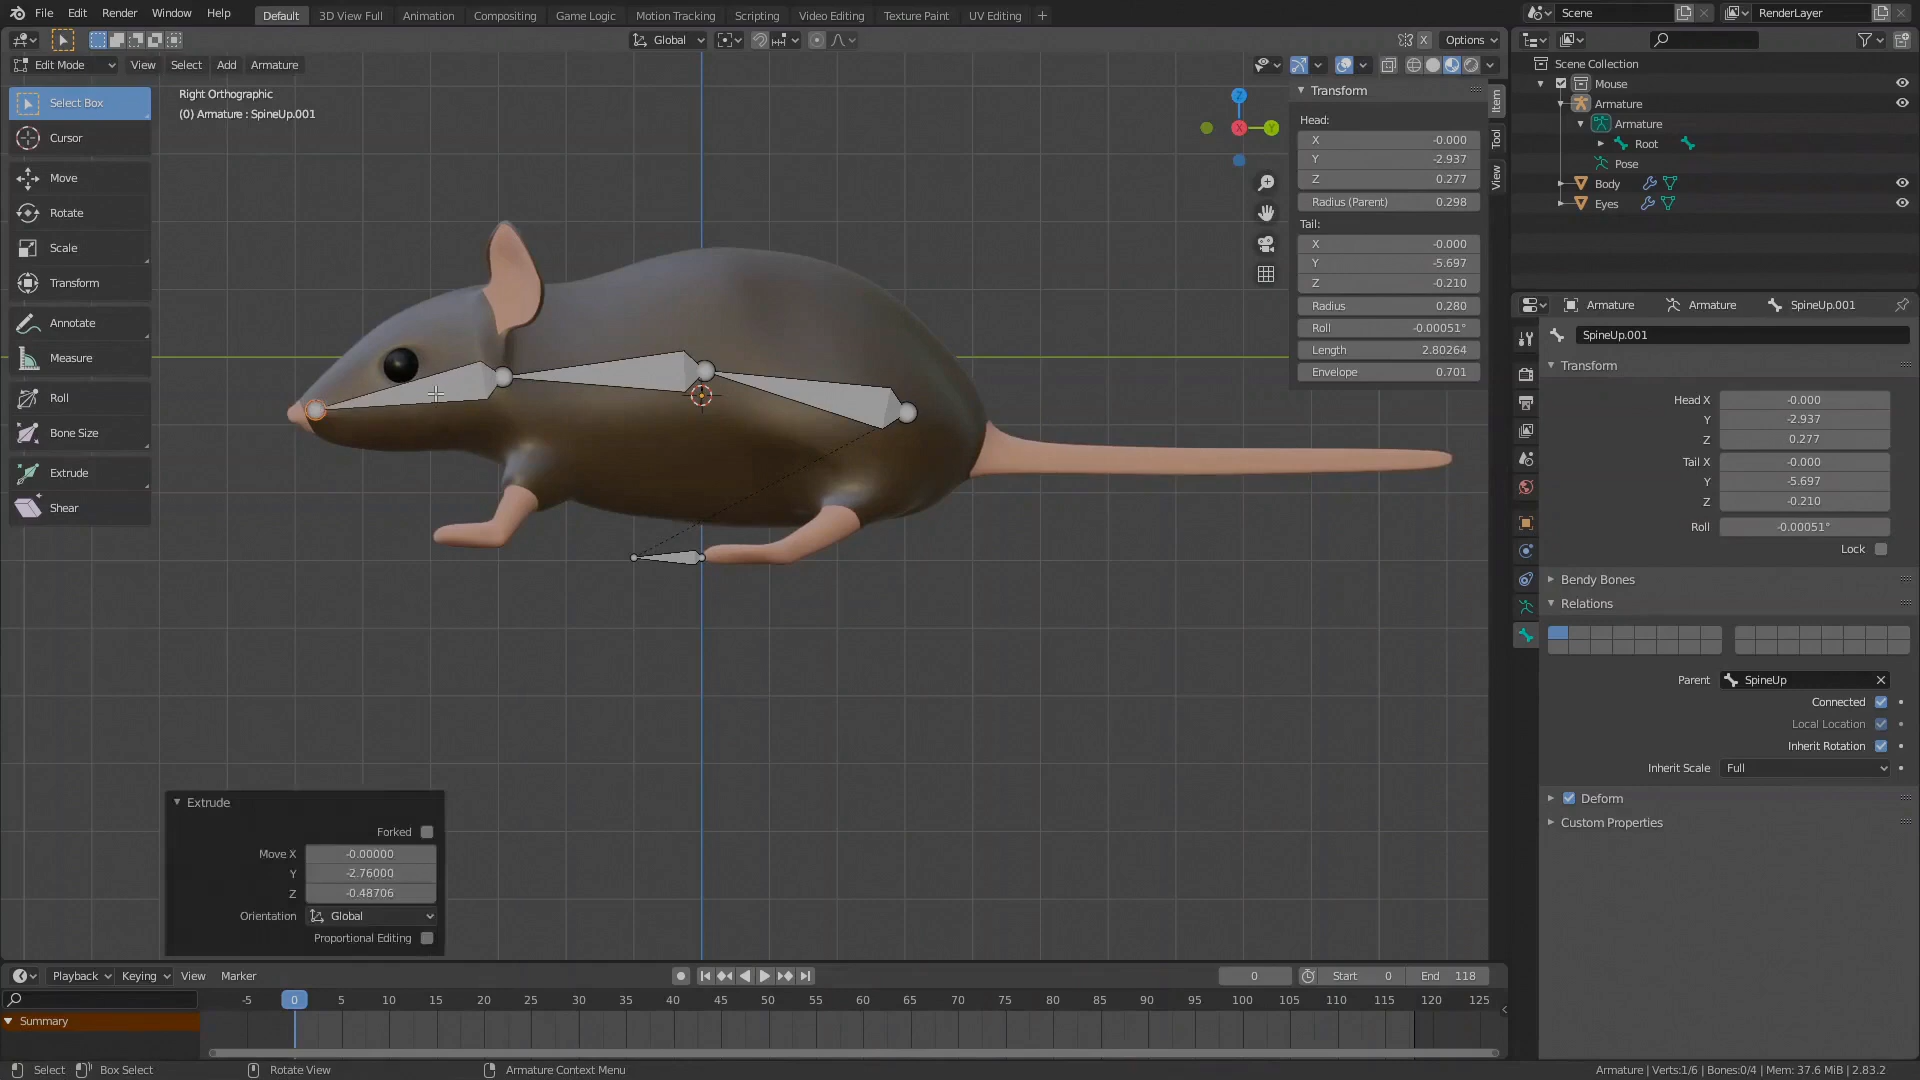 File Edit Render Window Help Default 3D View Full Animation Compositing Game Logic Motion Tracking Scripting Video Editing Texture Paint UV Editing Scene RenderLayer
Global X Options
Edit Mode View Select Add Armature
Scene Collection
Mouse
Armature
Armature
Root
Pose
Body
Eyes
Select Box
Cursor
Move
Rotate
Scale
Transform
Annotate
Measure
Roll
Bone Size
Extrude
Shear
Right Orthographic
(0) Armature : SpineUp.001
Z
X Y
Transform
Head:
X -0.000
Y -2.937
Z 0.277
Radius (Parent) 0.298
Tail:
X -0.000
Y -5.697
Z -0.210
Radius 0.280
Roll -0.00051°
Length 2.80264
Envelope 0.701
Item
Tool
View
Armature Armature SpineUp.001
SpineUp.001
Transform
Head X -0.000
Y -2.937
Z 0.277
Tail X -0.000
Y -5.697
Z -0.210
Roll -0.00051°
Lock
Bendy Bones
Relations
Parent SpineUp
Connected
Local Location
Inherit Rotation
Inherit Scale Full
Deform
Custom Properties
Extrude
Forked
Move X -0.00000
Y -2.76000
Z -0.48706
Orientation Global
Proportional Editing
Playback Keying View Marker 0 Start 0 End 118
-5 0 5 10 15 20 25 30 35 40 45 50 55 60 65 70 75 80 85 90 95 100 105 110 115 120 125
Summary
Select Box Select Rotate View Armature Context Menu Armature | Verts:1/6 | Bones:0/4 | Mem: 37.6 MiB | 2.83.2